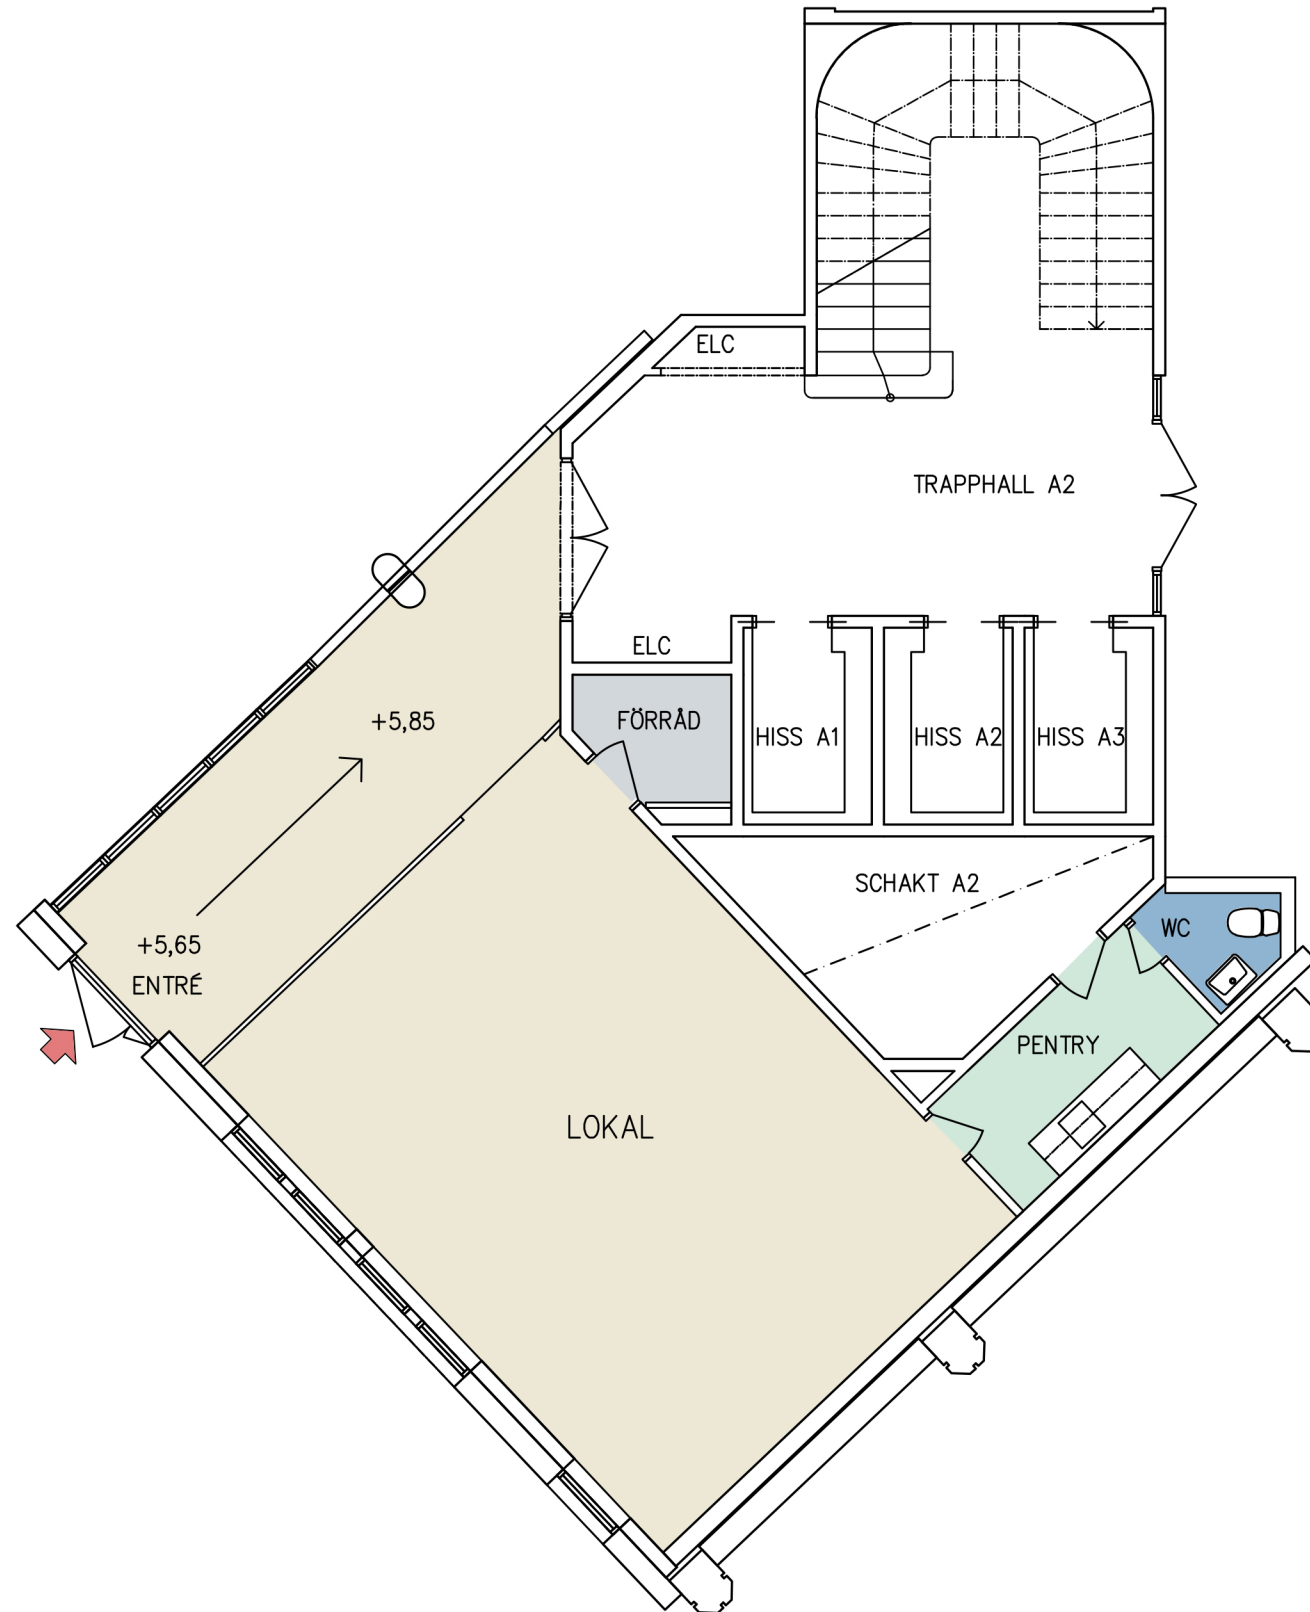 ELC
TRAPPHALL A2
ELC
+5,85
FÖRRÅD
HISS A1
HISS A2
HISS A3
SCHAKT A2
WC
+5,65
ENTRÉ
PENTRY
LOKAL